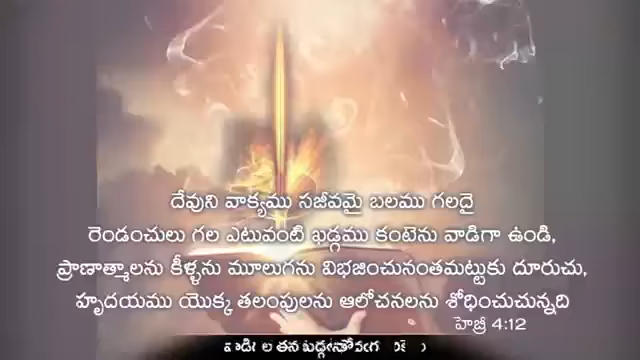 దేవుని వాక్యము సజీవమై బలము గలదై
రెండంచులు గల ఎటువంటి ఖడ్గము కంటెను వాడిగా ఉండి,
ప్రాణాత్మాలను కీళ్ళను మూలుగను విభజించునంతమట్టుకు దూరుచు,
హృదయము యొక్క తలంపులను ఆలోచనలను శోధించుచున్నది
హెబ్రీ 4:12